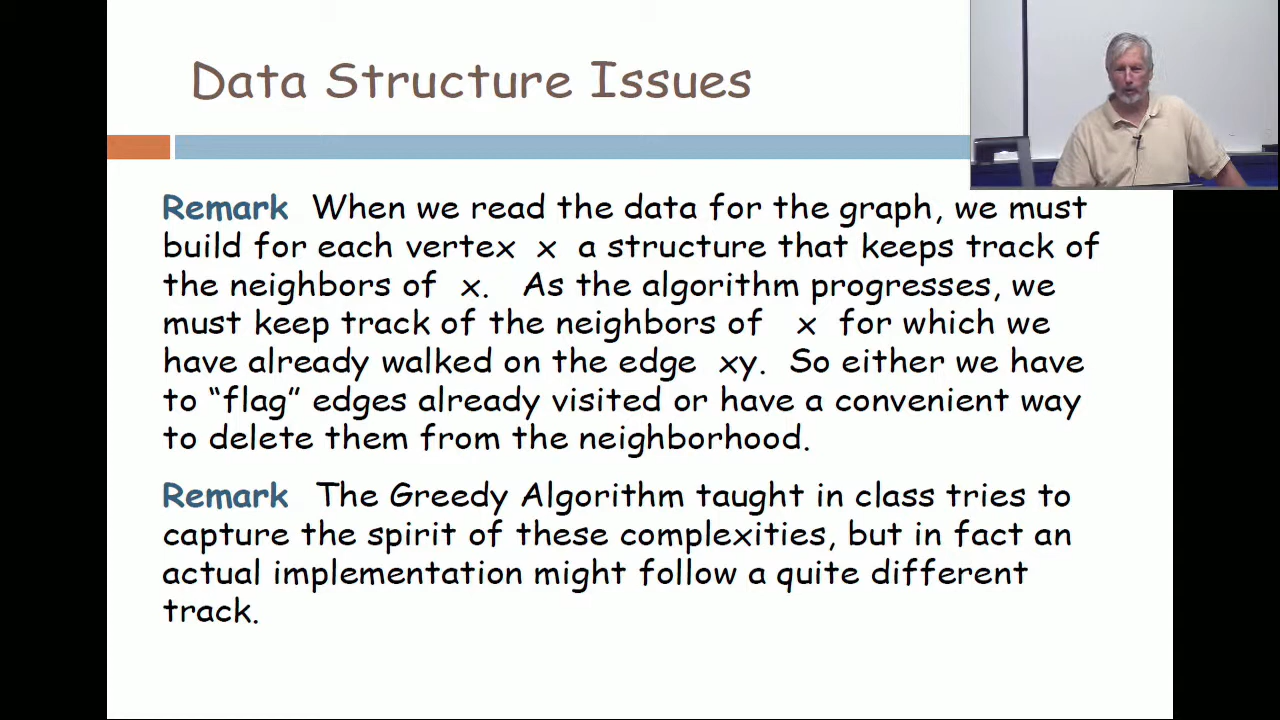 Data Structure Issues
Remark When we read the data for the graph, we must
build for each vertex x a structure that keeps track of
the neighbors of x. As the algorithm progresses, we
must keep track of the neighbors of x for which we
have already walked on the edge xy. So either we have
to “flag” edges already visited or have a convenient way
to delete them from the neighborhood.
Remark The Greedy Algorithm taught in class tries to
capture the spirit of these complexities, but in fact an
actual implementation might follow a quite different
track.